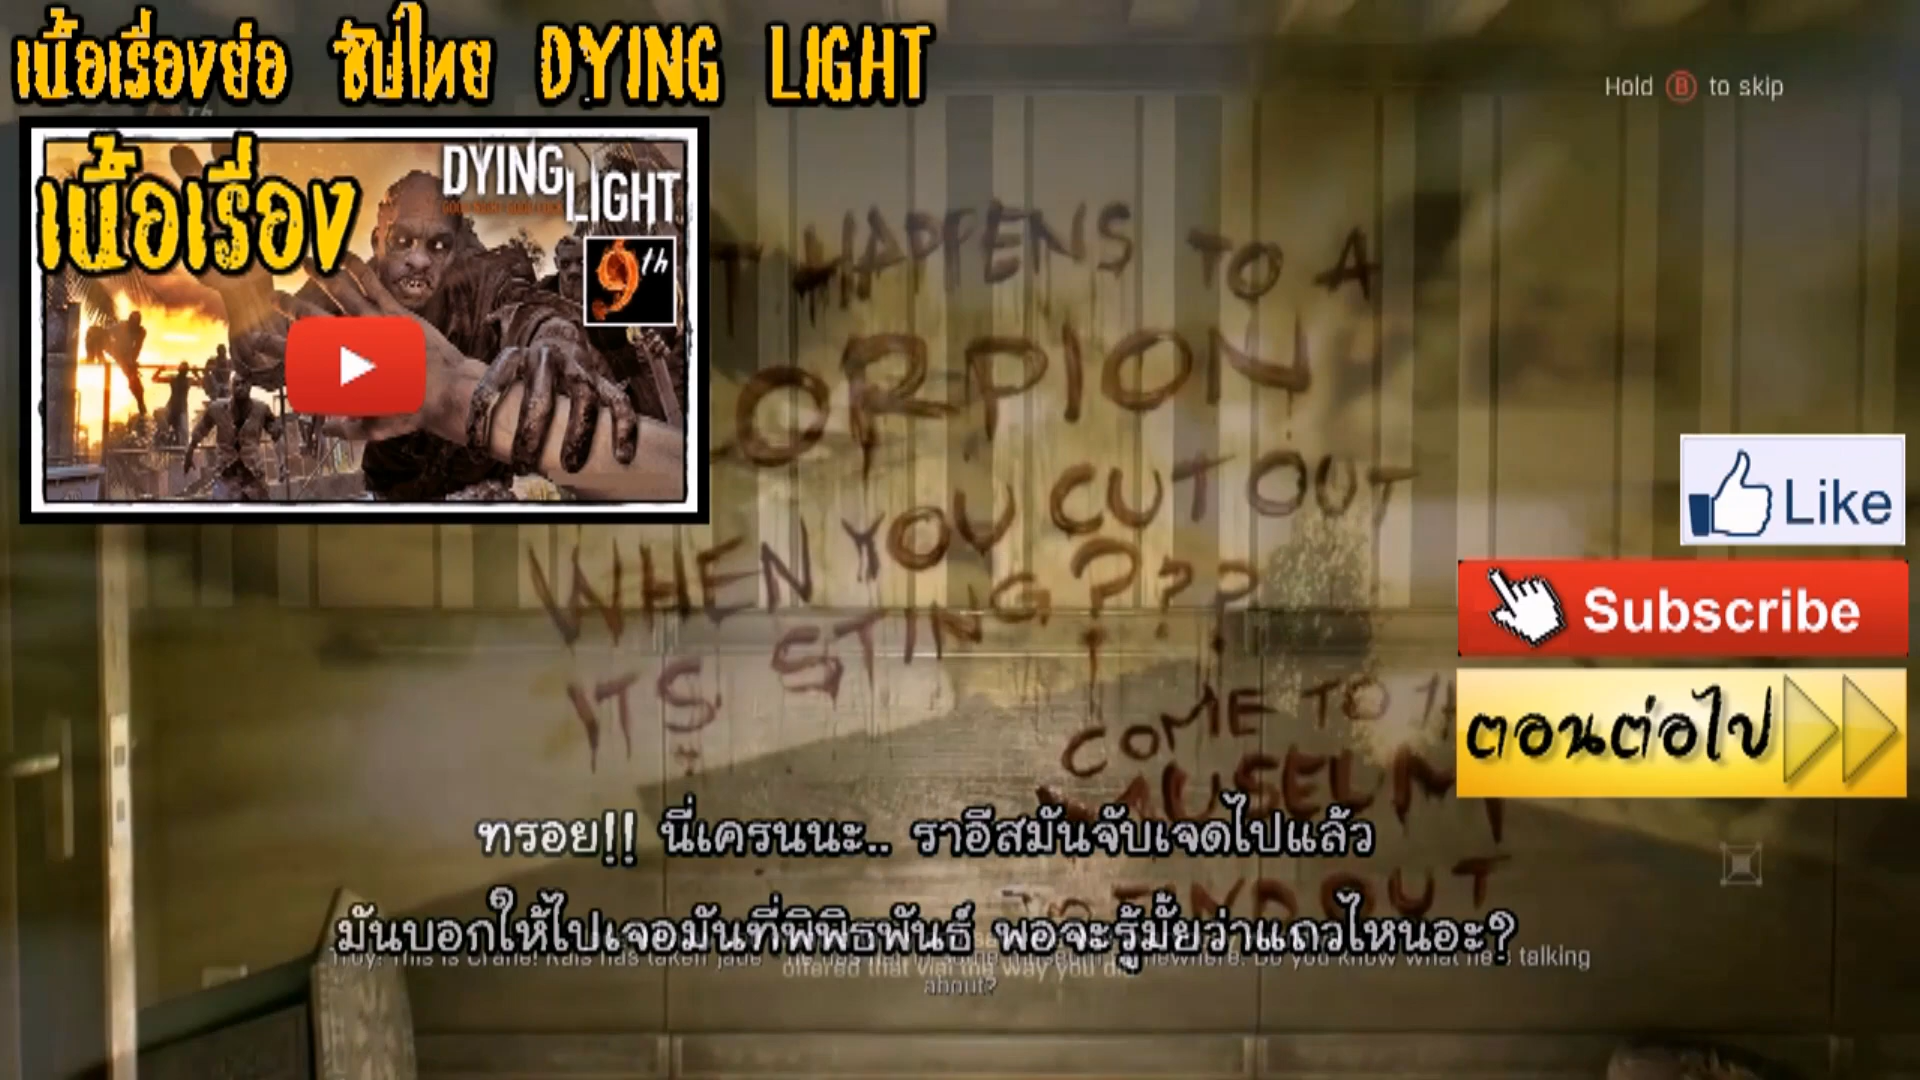 เนื้อเรื่องย่อ ซับไทย DYING LIGHT
Hold B to skip
เนื้อเรื่อง
DYING LIGHT
9th
HAPPENS TO A
ORPION
WHEN YOU CUT OUT
ITS STING???
COME TO
Like
Subscribe
ตอนต่อไป
ทรอย!! นี่เครนนะ.. ราอีสมันจับเจดไปแล้ว
มันบอกให้ไปเจอมันที่พิพิธพันธ์ พอจะรู้มั้ยว่าแถวไหนอะ?
talking
about?